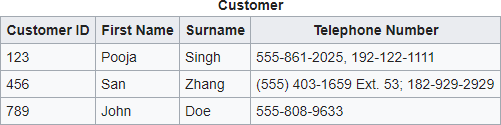 Customer
Customer ID First Name Surname Telephone Number
123 Pooja Singh 555-861-2025, 192-122-1111
456 San Zhang (555) 403-1659 Ext. 53; 182-929-2929
789 John Doe 555-808-9633